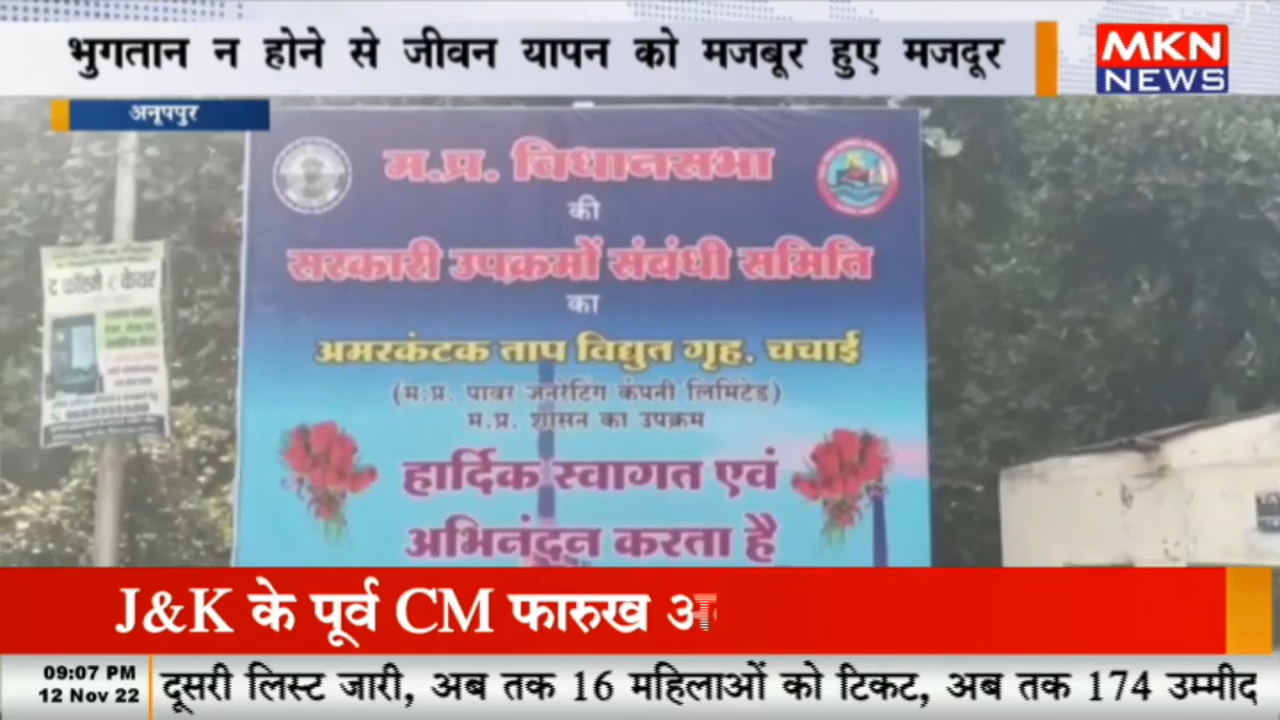 भुगतान न होने से जीवन यापन को मजबूर हुए मजदूर
MKN
NEWS
अनूपपुर
म.प्र. विधानसभा
की
सरकारी उपक्रमों संबंधी समिति
का
अमरकंटक ताप विद्युत गृह, चचाई
(म.प्र. पावर जनरेटिंग कंपनी लिमिटेड)
म.प्र. शासन का उपक्रम
हार्दिक स्वागत एवं
अभिनंदन करता है
J&K के पूर्व CM फारुख
09:07 PM
12 Nov 22
दूसरी लिस्ट जारी, अब तक 16 महिलाओं को टिकट, अब तक 174 उम्मीद